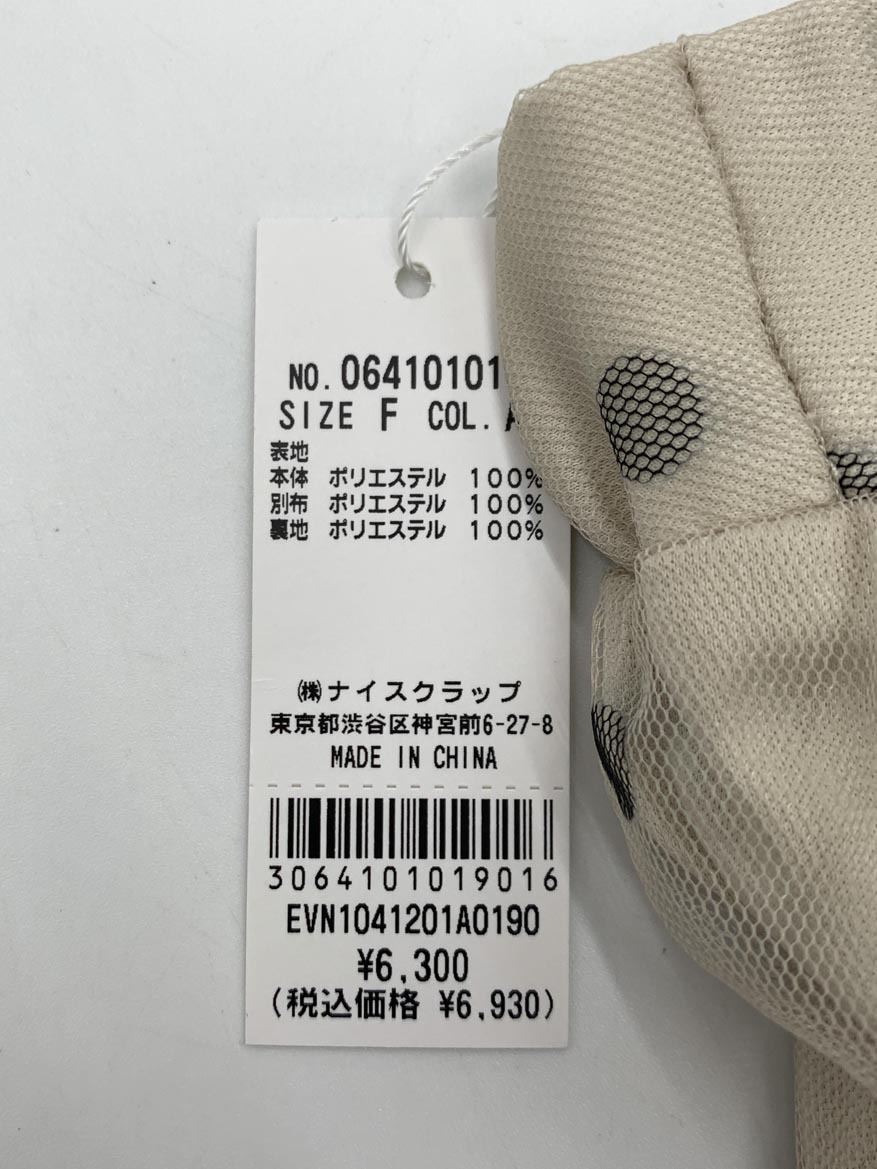 NO. 06410101
SIZE F COL.
表地
本体 ポリエステル 100%
別布 ポリエステル 100%
裏地 ポリエステル 100%
㈱ナイスクラップ
東京都渋谷区神宮前6-27-8
MADE IN CHINA
3064101019016
EVN1041201A0190
¥6,300
(税込価格 ¥6,930)